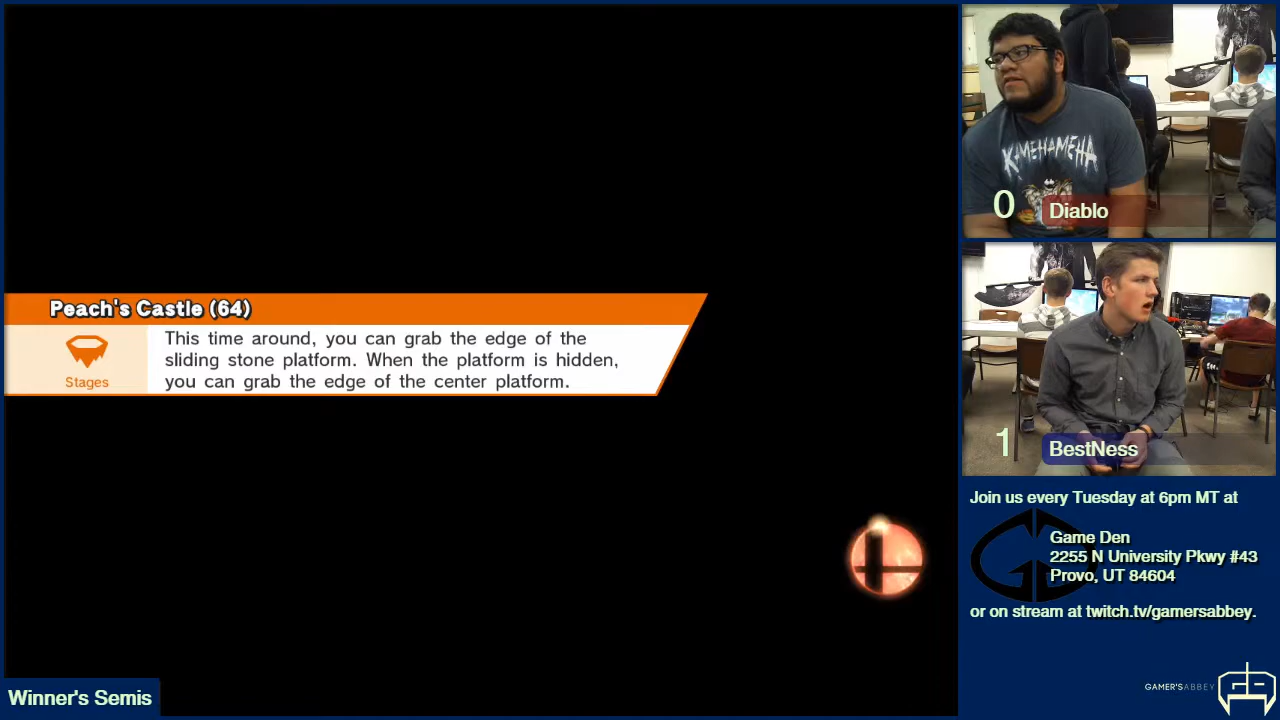 Peach's Castle (64)
Stages
This time around, you can grab the edge of the
sliding stone platform. When the platform is hidden,
you can grab the edge of the center platform.
KAMEHAMEHA
0
Diablo
1
BestNess
Join us every Tuesday at 6pm MT at
Game Den
2255 N University Pkwy #43
Provo, UT 84604
or on stream at twitch.tv/gamersabbey.
Winner's Semis
GAMER'SABBEY